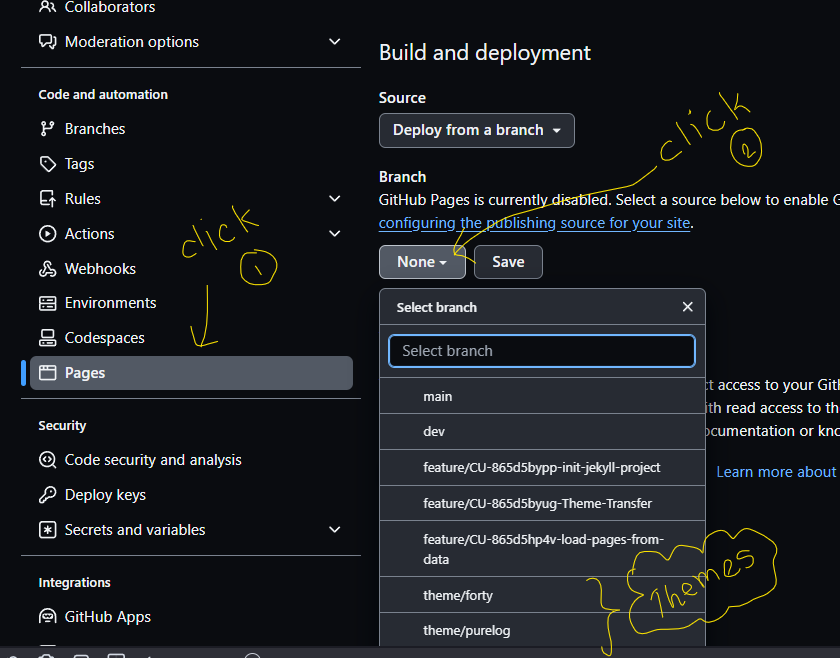 Collaborators
Moderation options
Code and automation
Branches
Tags
Rules
Actions
Webhooks
Environments
Codespaces
Pages
Security
Code security and analysis
Deploy keys
Secrets and variables
Integrations
GitHub Apps
click
1
Build and deployment
Source
Deploy from a branch
click
2
Branch
GitHub Pages is currently disabled. Select a source below to enable G
configuring the publishing source for your site.
None
Save
Select branch
Select branch
main
dev
feature/CU-865d5bypp-init-jekyll-project
feature/CU-865d5byug-Theme-Transfer
feature/CU-865d5hp4v-load-pages-from-
data
theme/forty
theme/purelog
Themes
ct access to your GitH
ith read access to th
ocumentation or kno
Learn more about